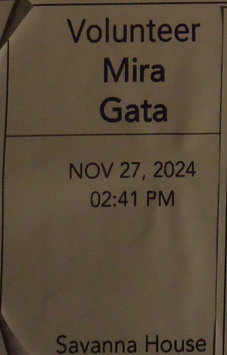 Volunteer
Mira
Gata
NOV 27, 2024
02:41 PM
Savanna House